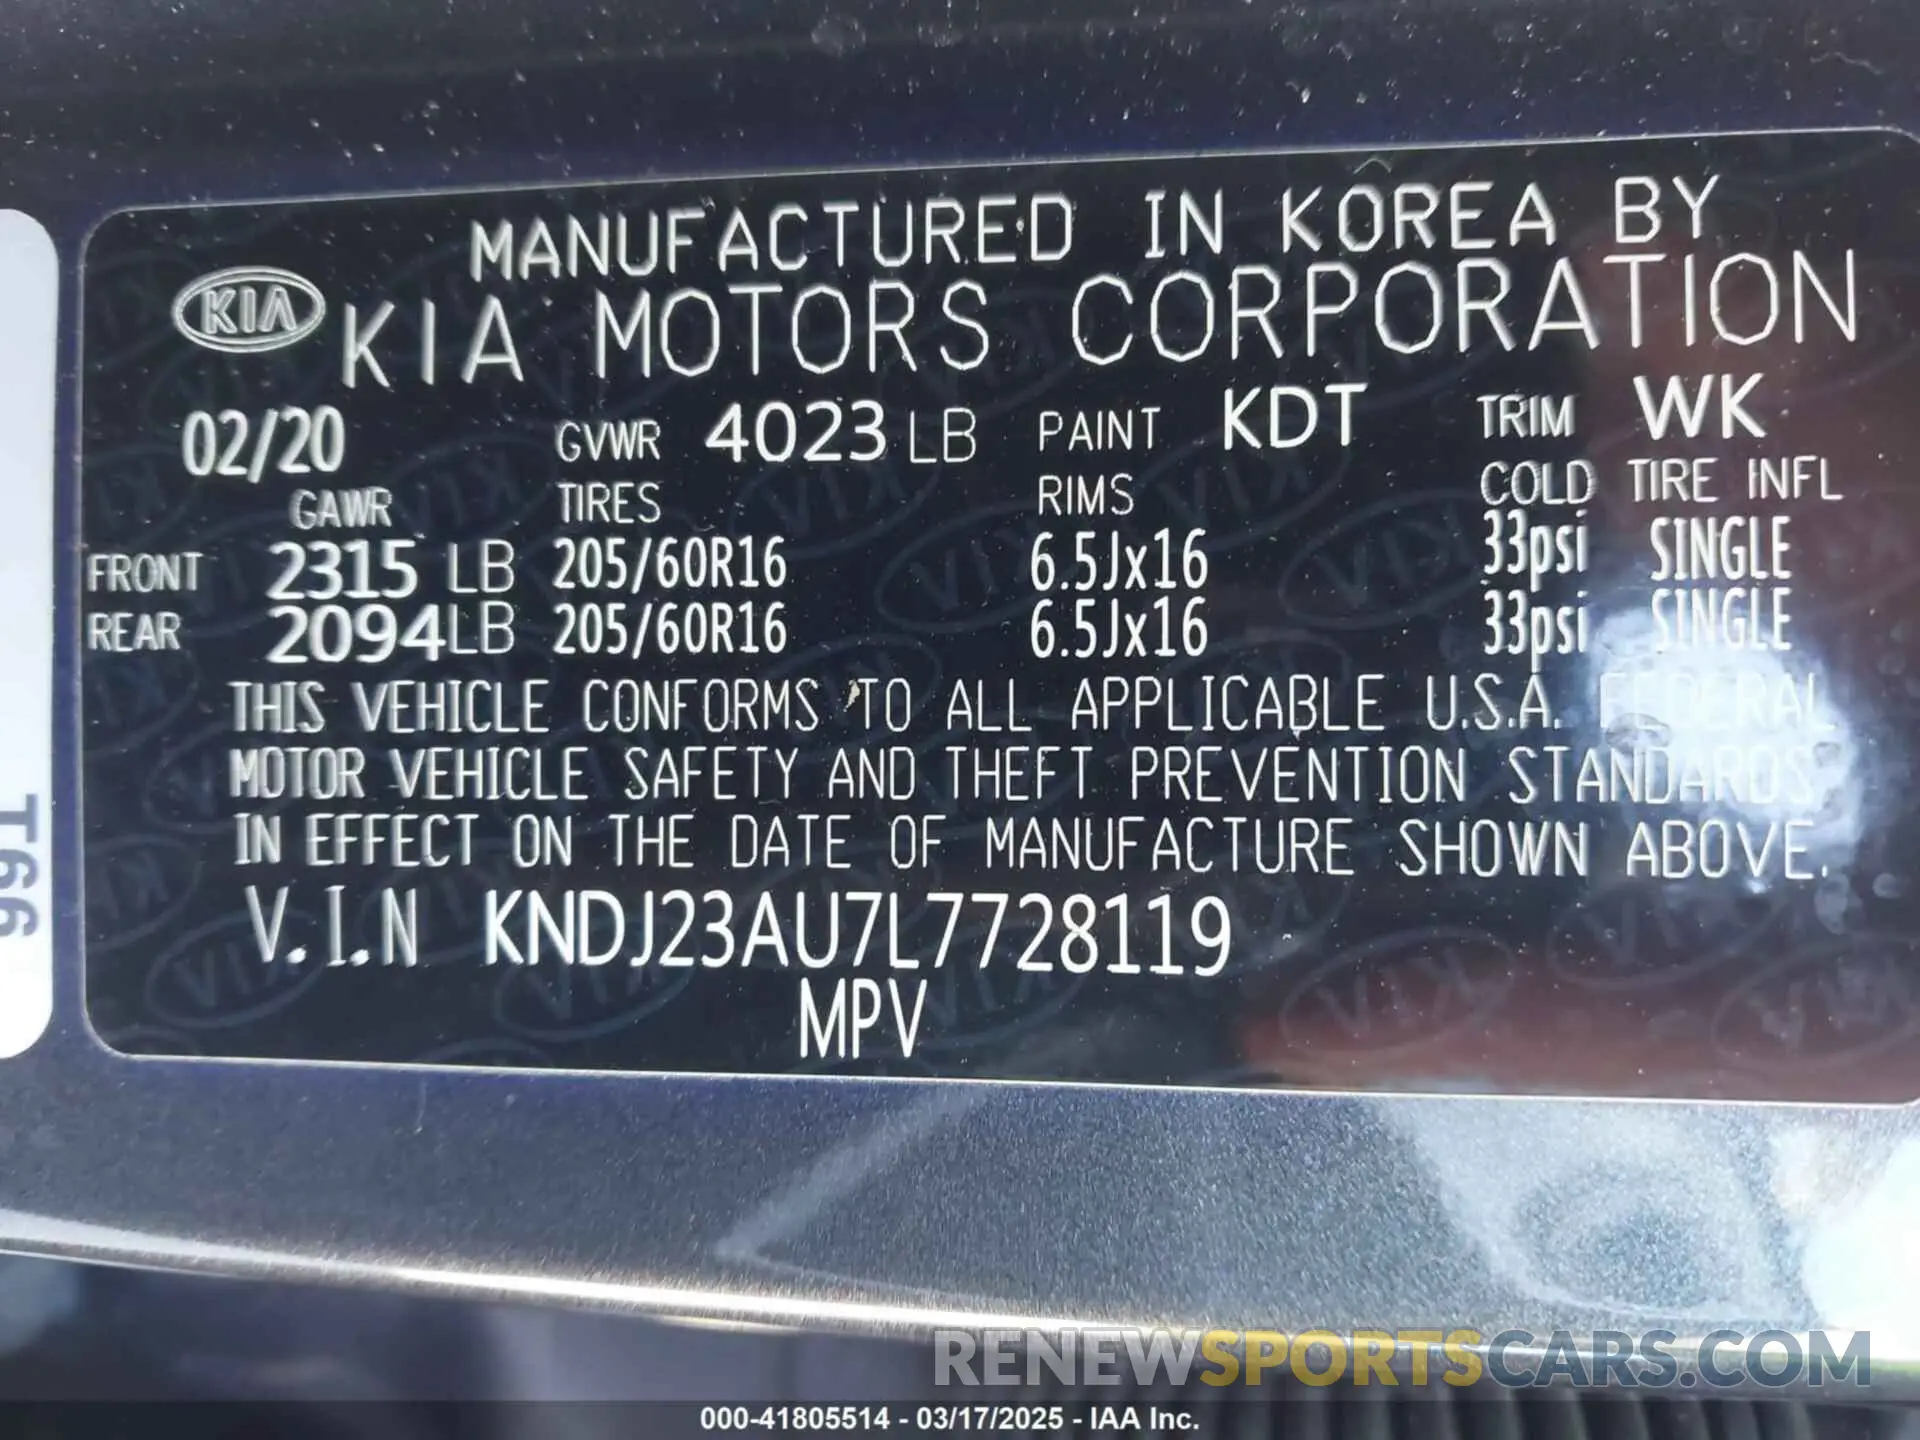 MANUFACTURED IN KOREA BY
KIA KIA MOTORS CORPORATION
02/20 GVWR 4023 LB PAINT KDT TRIM WK
GAWR TIRES RIMS COLD TIRE INFL
FRONT 2315 LB 205/60R16 6.5Jx16 33psi SINGLE
REAR 2094 LB 205/60R16 6.5Jx16 33psi SINGLE
THIS VEHICLE CONFORMS TO ALL APPLICABLE U.S.A. FEDERAL
MOTOR VEHICLE SAFETY AND THEFT PREVENTION STANDARDS
IN EFFECT ON THE DATE OF MANUFACTURE SHOWN ABOVE.
V.I.N KNDJ23AU7L7728119
MPV
RENEWSPORTSCARS.COM
000-41805514 - 03/17/2025 - IAA Inc.